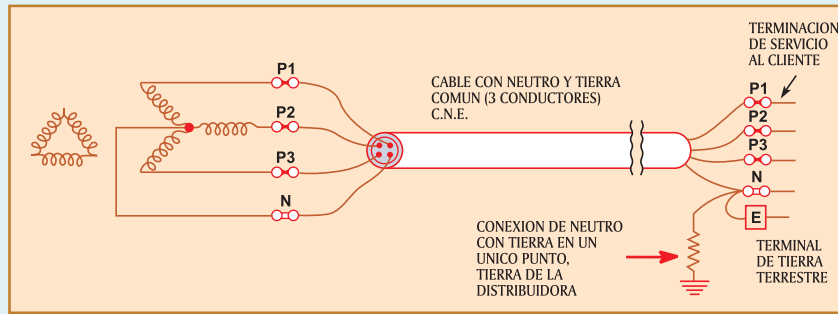 TERMINACION
DE SERVICIO
AL CLIENTE
P1
P2
P3
N
CABLE CON NEUTRO Y TIERRA
COMUN (3 CONDUCTORES)
C.N.E.
P1
P2
P3
N
E
CONEXION DE NEUTRO
CON TIERRA EN UN
UNICO PUNTO,
TIERRA DE LA
DISTRIBUIDORA
TERMINAL
DE TIERRA
TERRESTRE